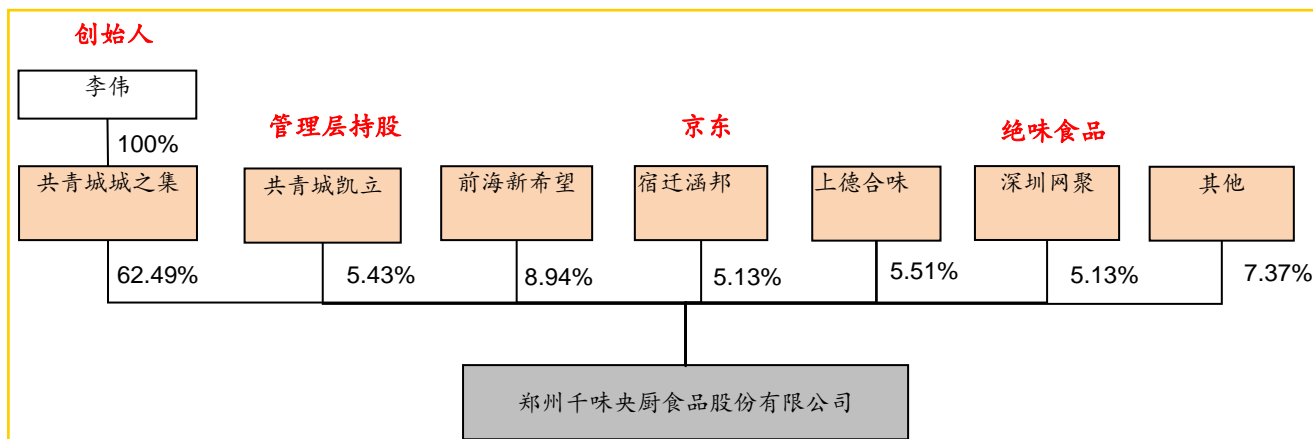 创始人
李伟
管理层持股
京东
绝味食品
100%
共青城城之集
共青城凯立
前海新希望
宿迁涵邦
上德合味
深圳网聚
其他
62.49%
5.43%
8.94%
5.13%
5.51%
5.13%
7.37%
郑州千味央厨食品股份有限公司